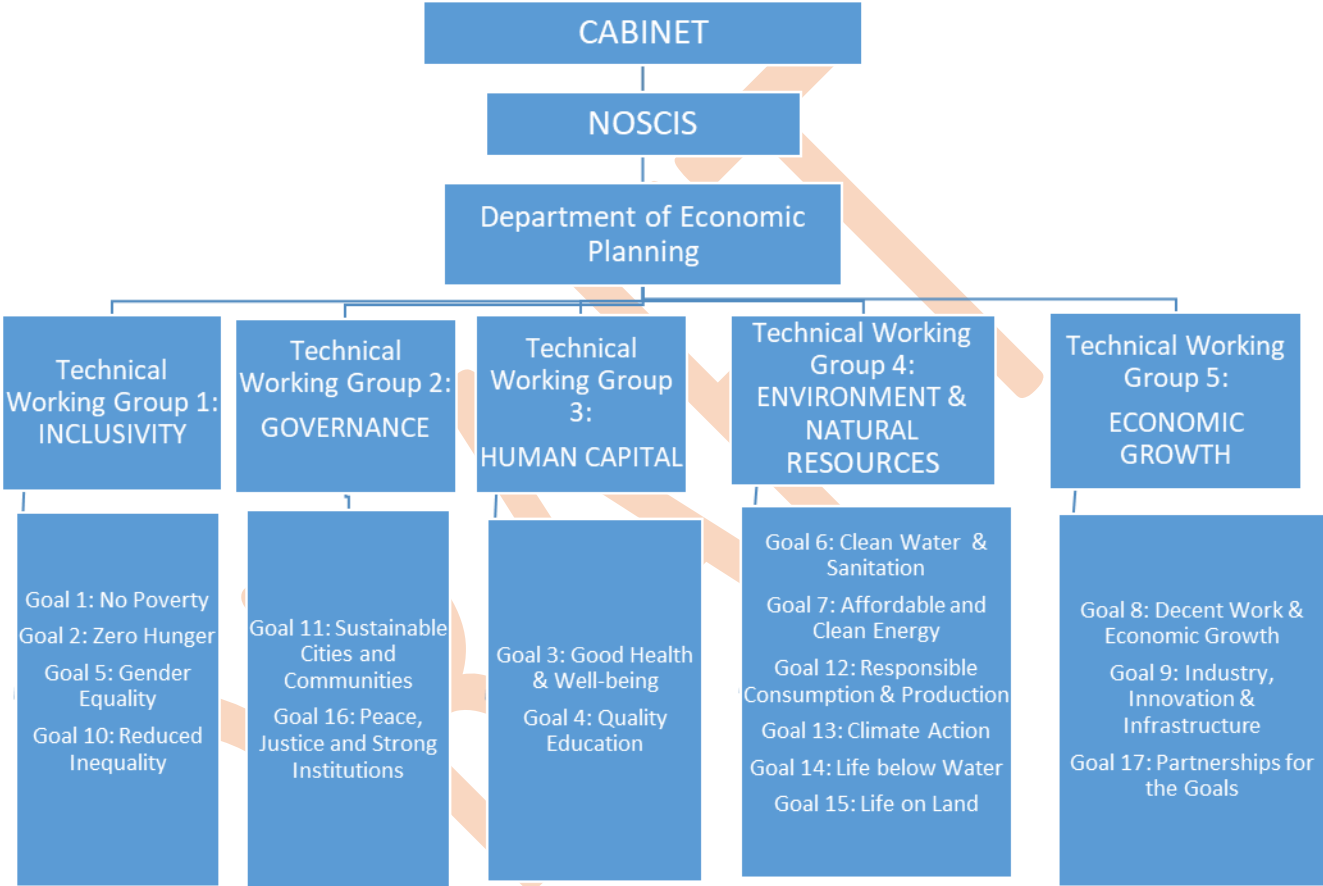 CABINET
NOSCIS
Department of Economic
Planning
Technical
Working Group 1:
INCLUSIVITY
Technical
Working Group 2:
GOVERNANCE
Technical
Working Group
3:
HUMAN CAPITAL
Technical Working
Group 4:
ENVIRONMENT &
NATURAL
RESOURCES
Technical Working
Group 5:
ECONOMIC
GROWTH
Goal 1: No Poverty
Goal 2: Zero Hunger
Goal 5: Gender
Equality
Goal 10: Reduced
Inequality
Goal 11: Sustainable
Cities and
Communities
Goal 16: Peace,
Justice and Strong
Institutions
Goal 3: Good Health
& Well-being
Goal 4: Quality
Education
Goal 6: Clean Water &
Sanitation
Goal 7: Affordable and
Clean Energy
Goal 12: Responsible
Consumption & Production
Goal 13: Climate Action
Goal 14: Life below Water
Goal 15: Life on Land
Goal 8: Decent Work &
Economic Growth
Goal 9: Industry,
Innovation &
Infrastructure
Goal 17: Partnerships for
the Goals